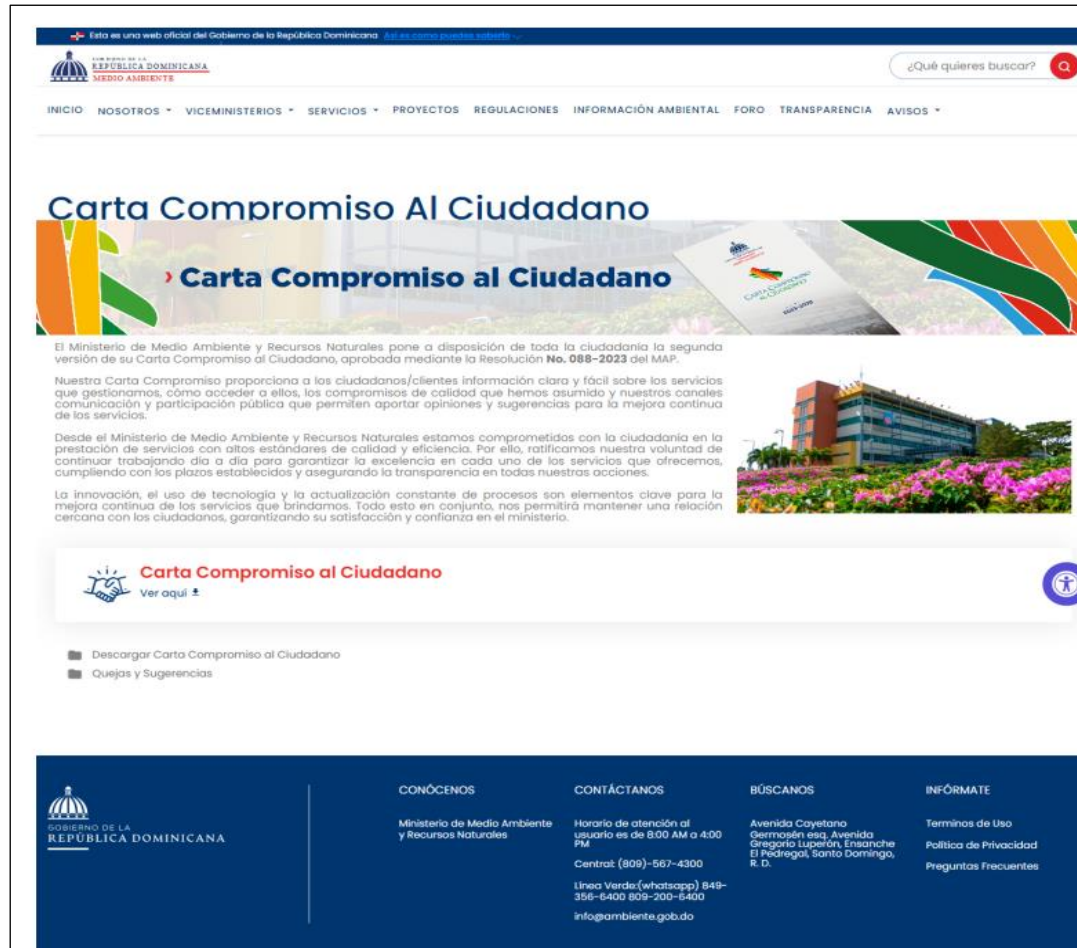 Esta es una web oficial del Gobierno de la República Dominicana Así es como puedes saberlo
GOBIERNO DE LA
REPÚBLICA DOMINICANA
MEDIO AMBIENTE
¿Qué quieres buscar?
INICIO NOSOTROS VICEMINISTERIOS SERVICIOS PROYECTOS REGULACIONES INFORMACIÓN AMBIENTAL FORO TRANSPARENCIA AVISOS
Carta Compromiso Al Ciudadano
› Carta Compromiso al Ciudadano
CARTA COMPROMISO
al CIUDADANO
El Ministerio de Medio Ambiente y Recursos Naturales pone a disposición de toda la ciudadanía la segunda
versión de su Carta Compromiso al Ciudadano, aprobada mediante la Resolución No. 088-2023 del MAP.
Nuestra Carta Compromiso proporciona a los ciudadanos/clientes información clara y fácil sobre los servicios
que gestionamos, cómo acceder a ellos, los compromisos de calidad que hemos asumido y nuestros canales
comunicación y participación pública que permiten aportar opiniones y sugerencias para la mejora continua
de los servicios.
Desde el Ministerio de Medio Ambiente y Recursos Naturales estamos comprometidos con la ciudadanía en la
prestación de servicios con altos estándares de calidad y eficiencia. Por ello, ratificamos nuestra voluntad de
continuar trabajando día a día para garantizar la excelencia en cada uno de los servicios que ofrecemos,
cumpliendo con los plazos establecidos y asegurando la transparencia en todas nuestras acciones.
La innovación, el uso de tecnología y la actualización constante de procesos son elementos clave para la
mejora continua de los servicios que brindamos. Todo esto en conjunto, nos permitirá mantener una relación
cercana con los ciudadanos, garantizando su satisfacción y confianza en el ministerio.
Carta Compromiso al Ciudadano
Ver aquí
Descargar Carta Compromiso al Ciudadano
Quejas y Sugerencias
GOBIERNO DE LA
REPÚBLICA DOMINICANA
CONÓCENOS
Ministerio de Medio Ambiente
y Recursos Naturales
CONTÁCTANOS
Horario de atención al
usuario es de 8:00 AM a 4:00
PM
Central: (809)-567-4300
Línea Verde:(whatsapp) 849-
356-6400 809-200-6400
info@ambiente.gob.do
BÚSCANOS
Avenida Cayetano
Germosén esq. Avenida
Gregorio Luperón, Ensanche
El Pedregal, Santo Domingo,
R. D.
INFÓRMATE
Terminos de Uso
Política de Privacidad
Preguntas Frecuentes